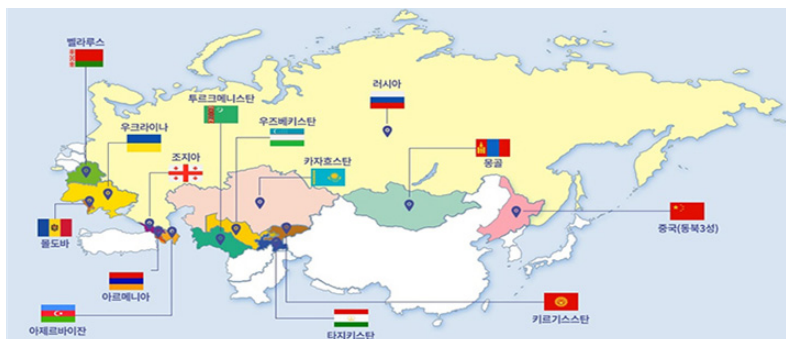 벨라루스
러시아
투르크메니스탄
우즈베키스탄
우크라이나
조지아
카자흐스탄
몽골
몰도바
중국(동북3성)
아르메니아
키르기스스탄
아제르바이잔
타지키스탄